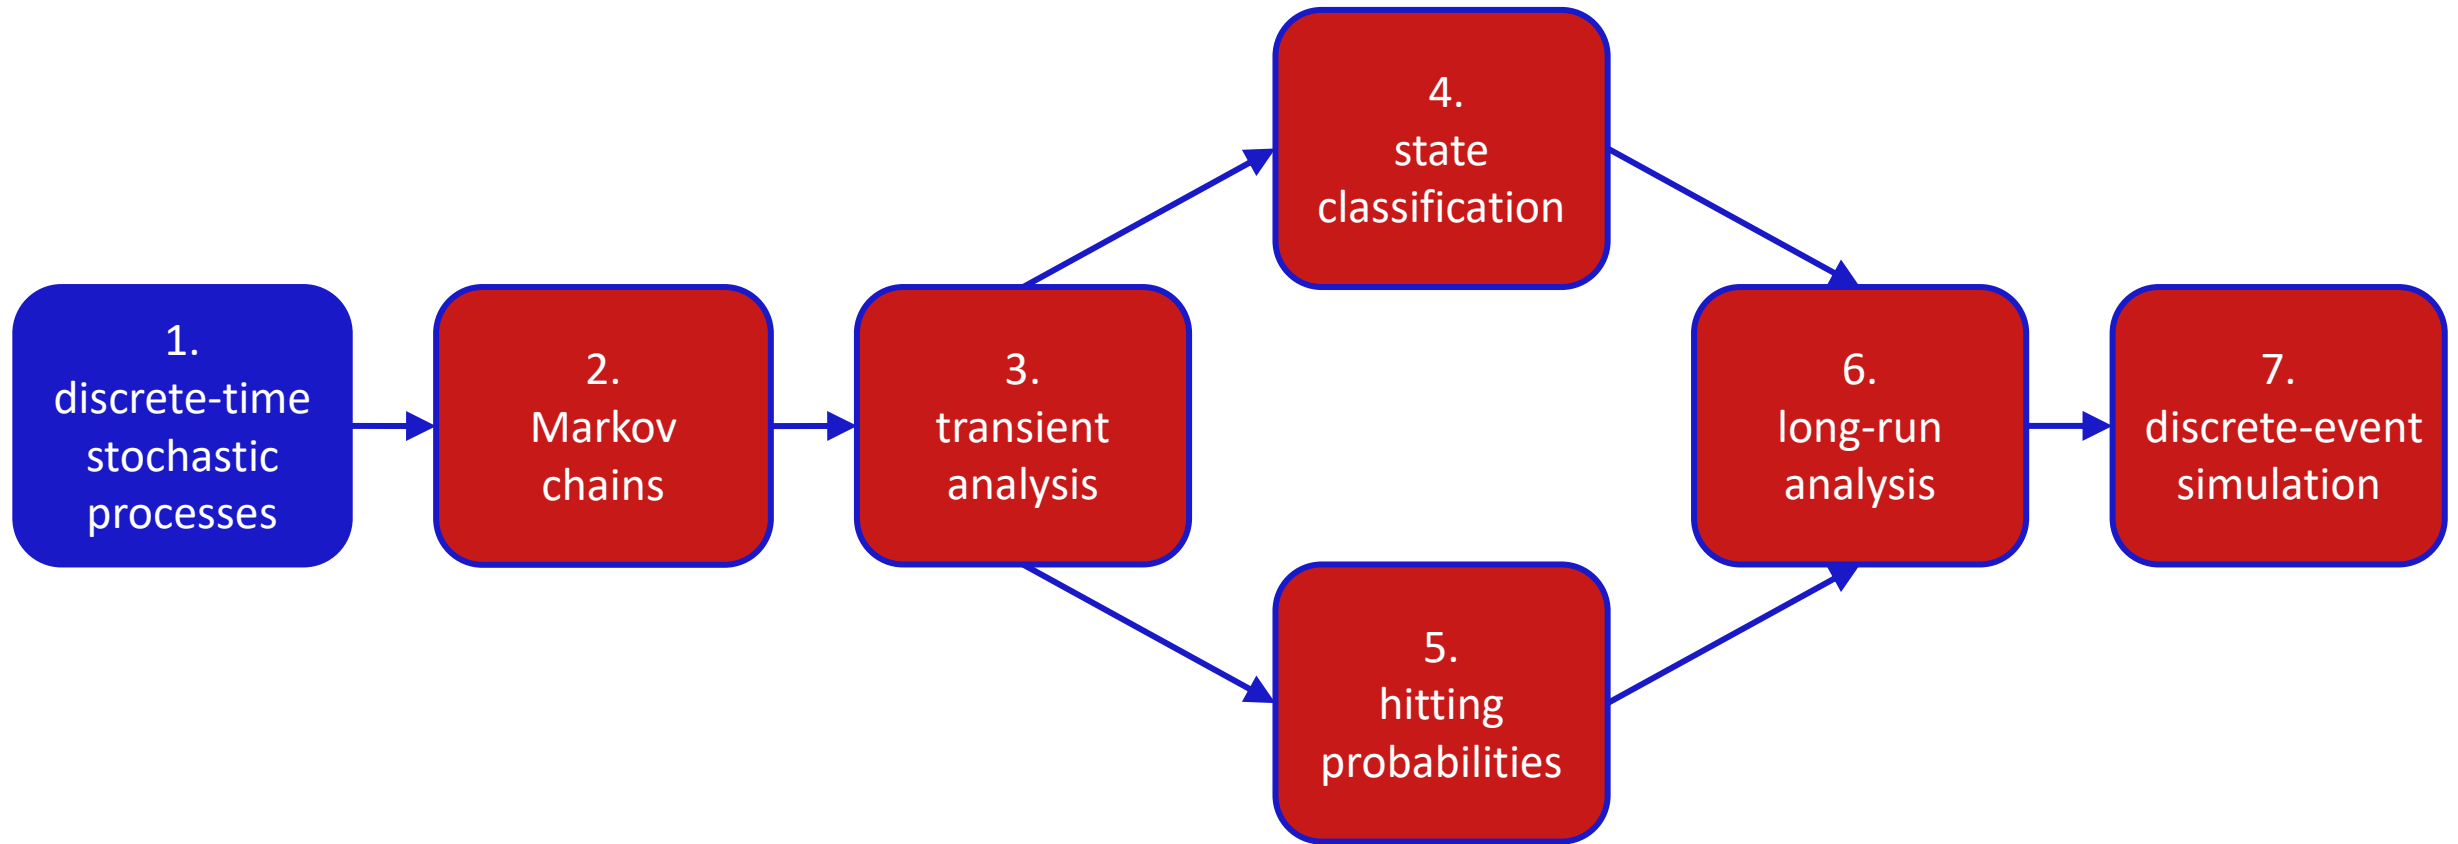 1.
discrete-time
stochastic
processes
2.
Markov
chains
3.
transient
analysis
4.
state
classification
5.
hitting
probabilities
6.
long-run
analysis
7.
discrete-event
simulation